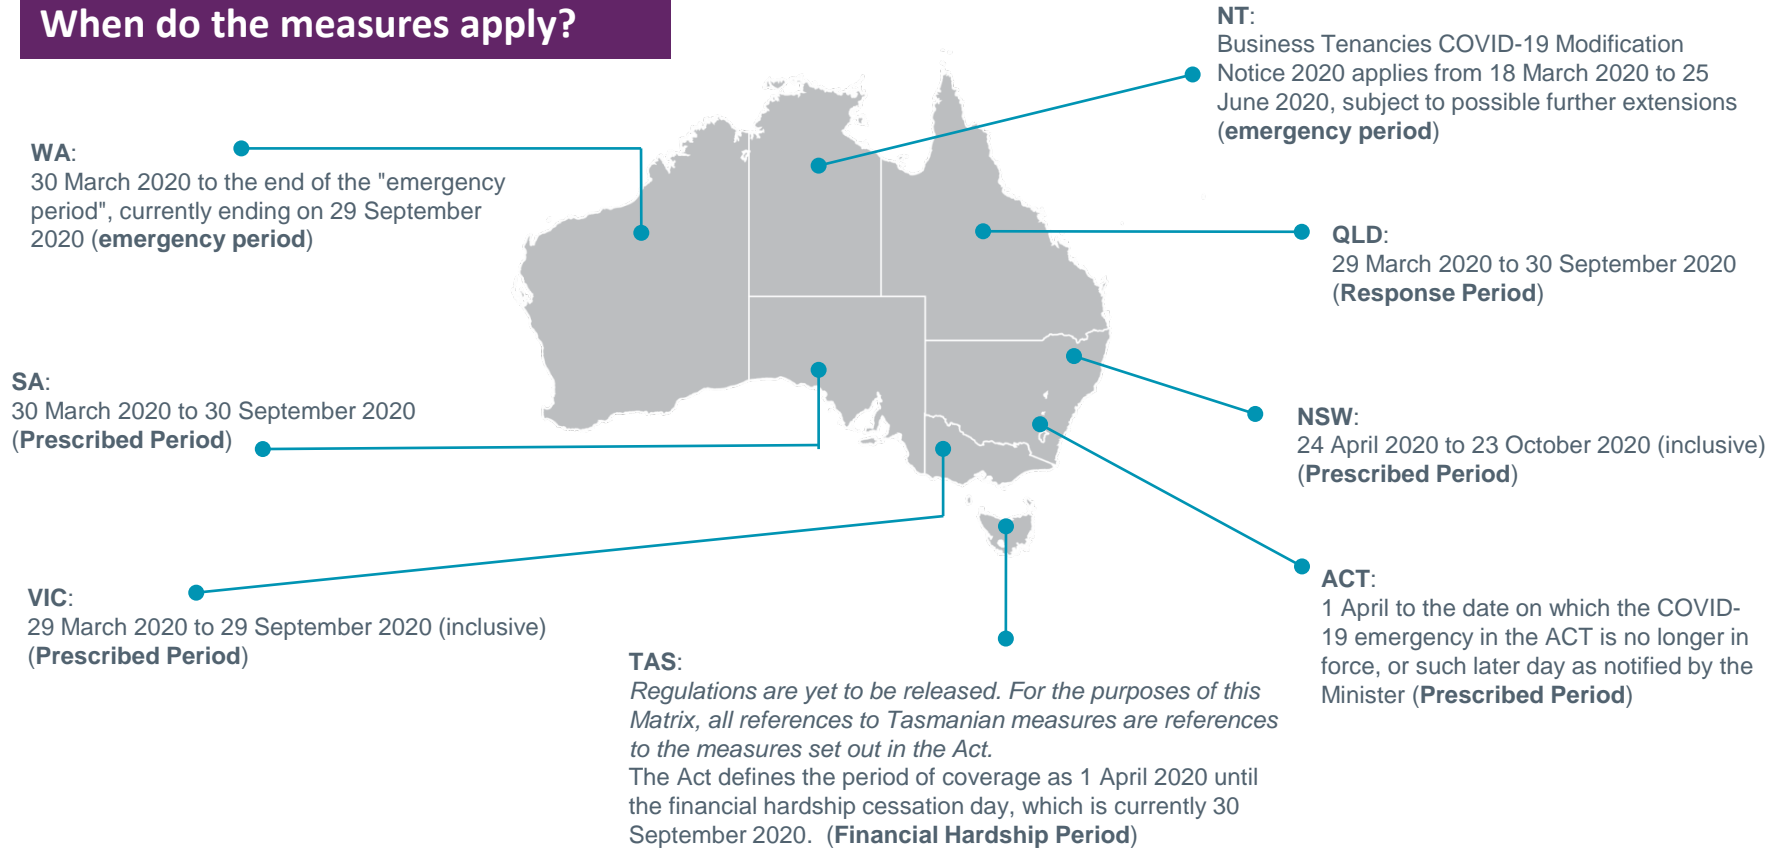 When do the measures apply?
NT:
Business Tenancies COVID-19 Modification
Notice 2020 applies from 18 March 2020 to 25
June 2020, subject to possible further extensions
(emergency period)
WA:
30 March 2020 to the end of the "emergency
period", currently ending on 29 September
2020 (emergency period)
QLD:
29 March 2020 to 30 September 2020
(Response Period)
SA:
30 March 2020 to 30 September 2020
(Prescribed Period)
NSW:
24 April 2020 to 23 October 2020 (inclusive)
(Prescribed Period)
VIC:
29 March 2020 to 29 September 2020 (inclusive)
(Prescribed Period)
ACT:
1 April to the date on which the COVID-
19 emergency in the ACT is no longer in
force, or such later day as notified by the
Minister (Prescribed Period)
TAS:
Regulations are yet to be released. For the purposes of this
Matrix, all references to Tasmanian measures are references
to the measures set out in the Act.
The Act defines the period of coverage as 1 April 2020 until
the financial hardship cessation day, which is currently 30
September 2020. (Financial Hardship Period)